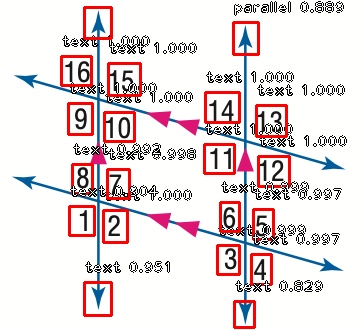 parallel 0.889
text 1.000
text 1.000
16 15
text 1.000
text 1.000
text 1.000
text 1.000
14 13
9 10
text 1.000
text 1.000
text 0.992
text 0.998
11 12
8 7
text 0.904
text 1.000
text 0.997
1 2
6 5
text 0.999
text 0.997
3 4
text 0.951
text 0.829